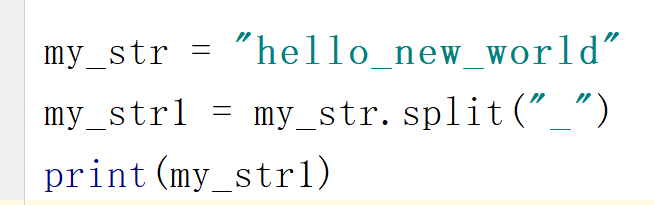 my_str = "hello_new_world"
my_str1 = my_str.split("_")
print(my_str1)